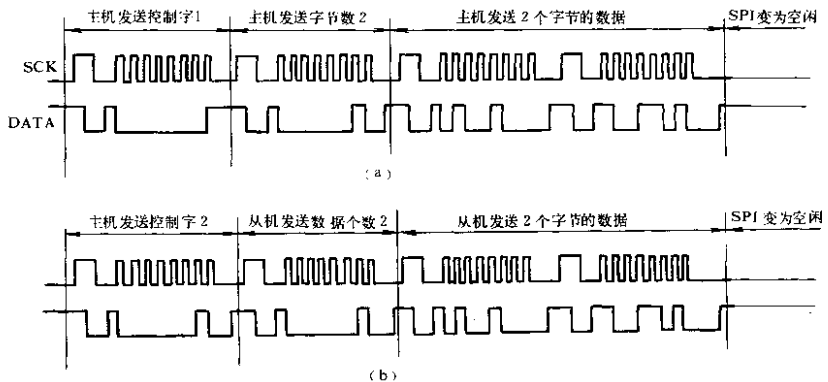 主机发送控制字1 主机发送字节数2 主机发送2个字节的数据 SPI变为空闲
SCK
DATA
(a)
主机发送控制字2 从机发送数据个数2 从机发送2个字节的数据 SPI变为空闲
(b)